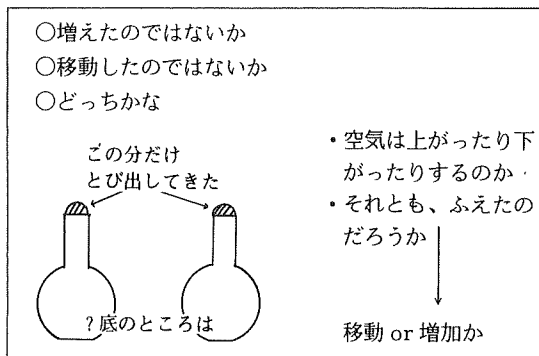 ○増えたのではないか
○移動したのではないか
○どっちかな
この分だけ
とび出してきた
?底のところは
・空気は上がったり下
がったりするのか
・それとも、ふえたの
だろうか
移動 or 増加か